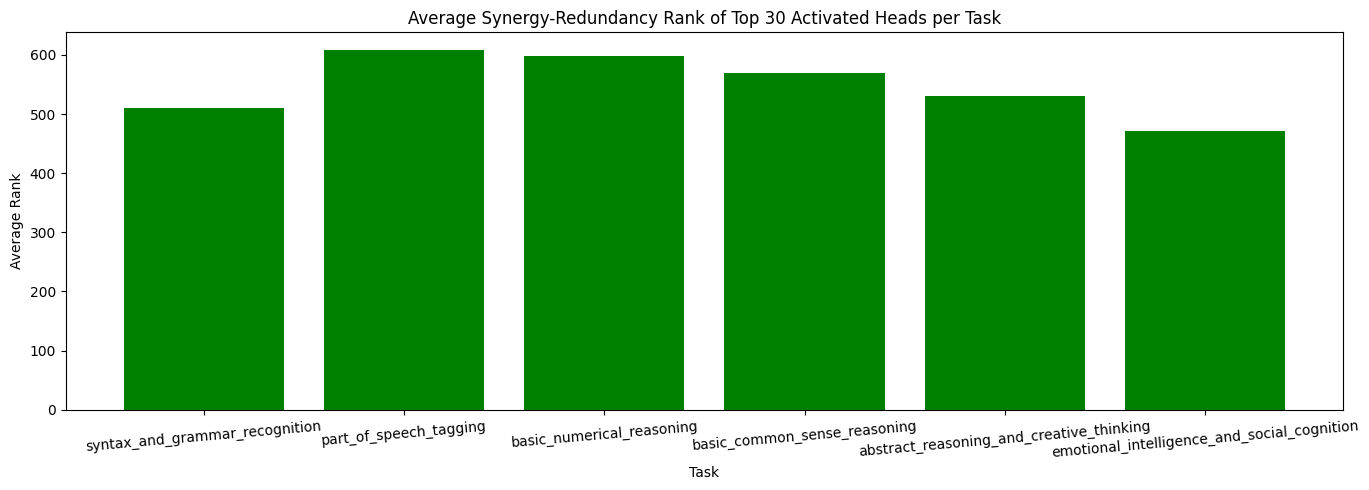 Average Synergy-Redundancy Rank of Top 30 Activated Heads per Task
600
500
400
300
200
100
0
Average Rank
syntax_and_grammar_recognition
part_of_speech_tagging
basic_numerical_reasoning
basic_common_sense_reasoning
abstract_reasoning_and_creative_thinking
emotional_intelligence_and_social_cognition
Task